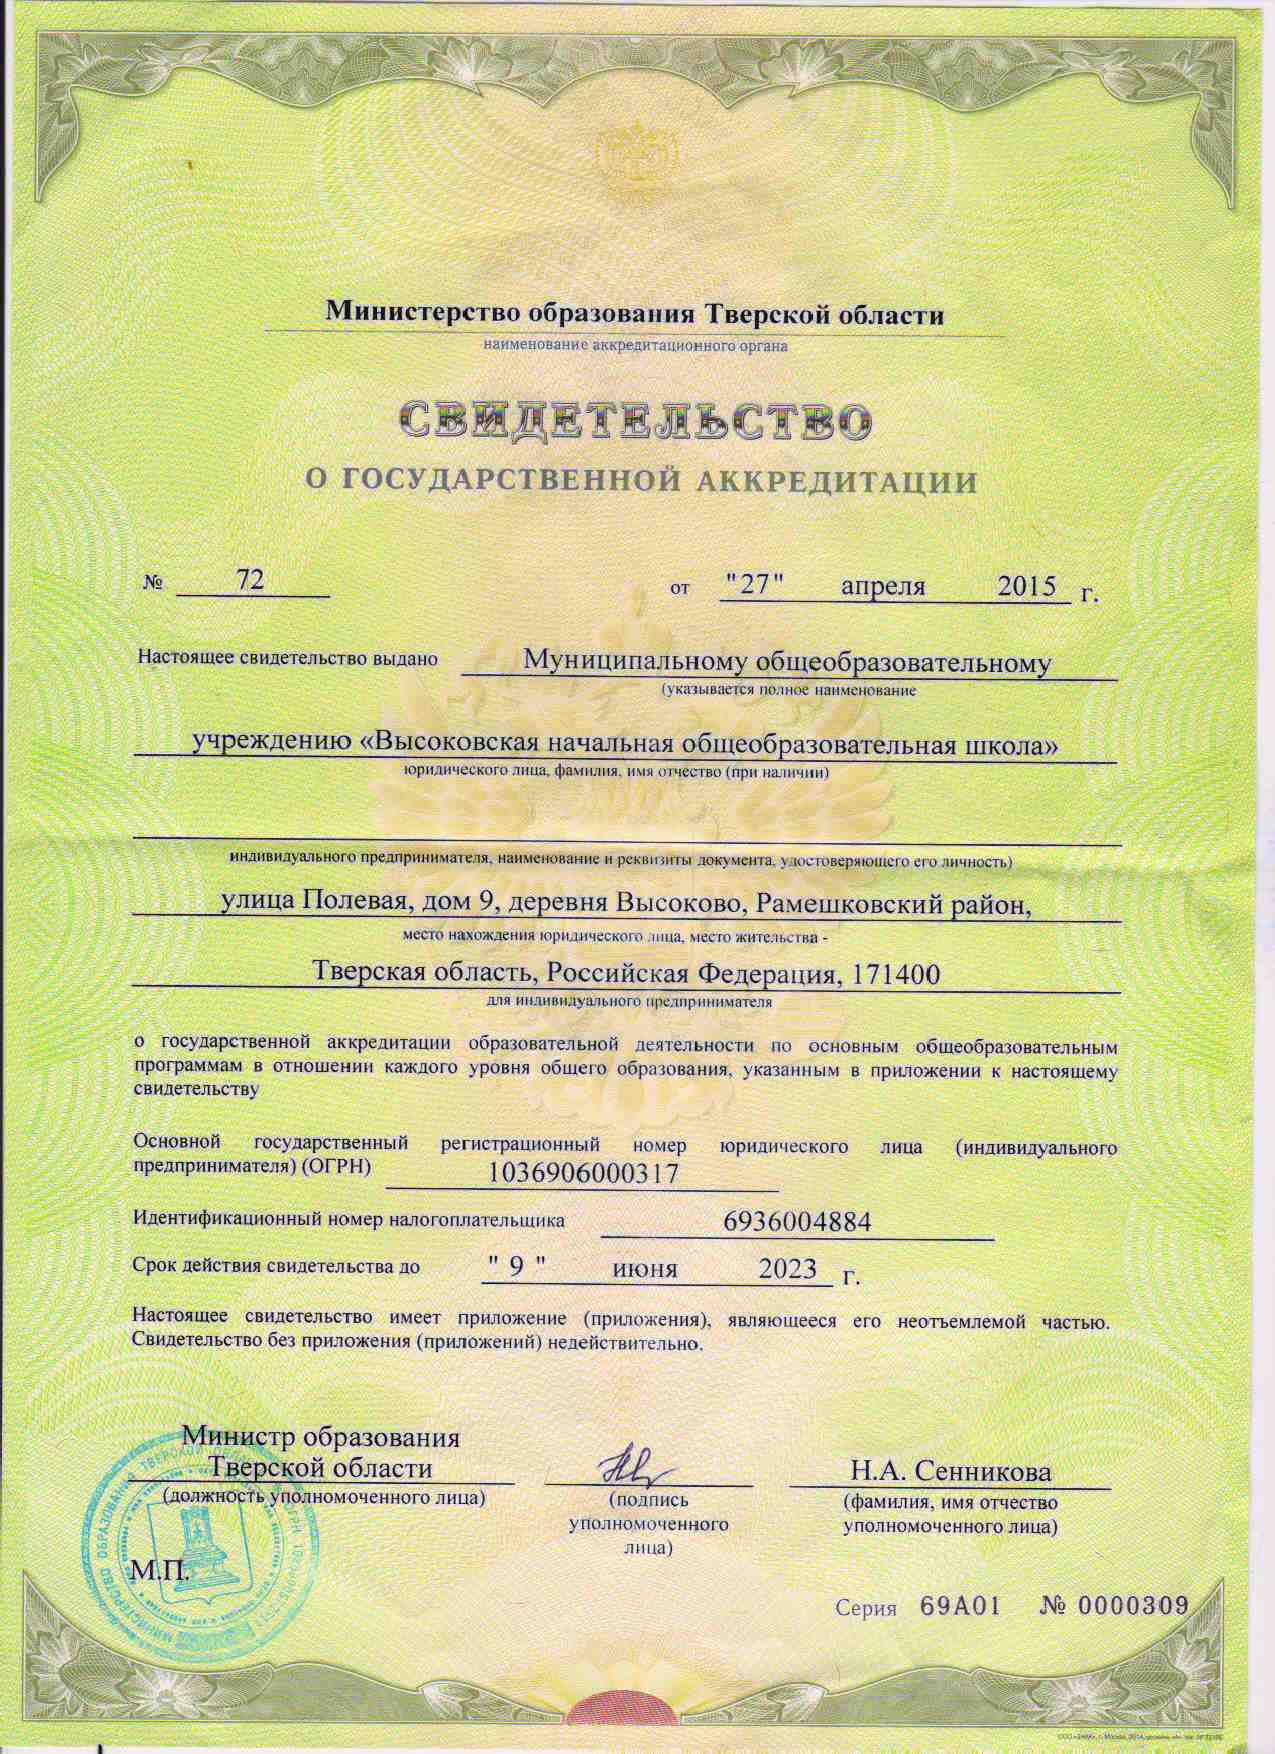 Министерство образования Тверской области
наименование аккредитационного органа
СВИДЕТЕЛЬСТВО
О ГОСУДАРСТВЕННОЙ АККРЕДИТАЦИИ
№ 72 от "27" апреля 2015 г.
Настоящее свидетельство выдано Муниципальному общеобразовательному
(указывается полное наименование
учреждению «Высоковская начальная общеобразовательная школа»
юридического лица, фамилия, имя отчество (при наличии)
индивидуального предпринимателя, наименование и реквизиты документа, удостоверяющего его личность)
улица Полевая, дом 9, деревня Высоково, Рамешковский район,
место нахождения юридического лица, место жительства -
Тверская область, Российская Федерация, 171400
для индивидуального предпринимателя
о государственной аккредитации образовательной деятельности по основным общеобразовательным
программам в отношении каждого уровня общего образования, указанным в приложении к настоящему
свидетельству
Основной государственный регистрационный номер юридического лица (индивидуального
предпринимателя) (ОГРН) 1036906000317
Идентификационный номер налогоплательщика 6936004884
Срок действия свидетельства до " 9 " июня 2023 г.
Настоящее свидетельство имеет приложение (приложения), являющееся его неотъемлемой частью.
Свидетельство без приложения (приложений) недействительно.
Министр образования
Тверской области Н.А. Сенникова
(должность уполномоченного лица) (подпись (фамилия, имя отчество
уполномоченного уполномоченного лица)
лица)
М.П.
Серия 69А01 № 0000309